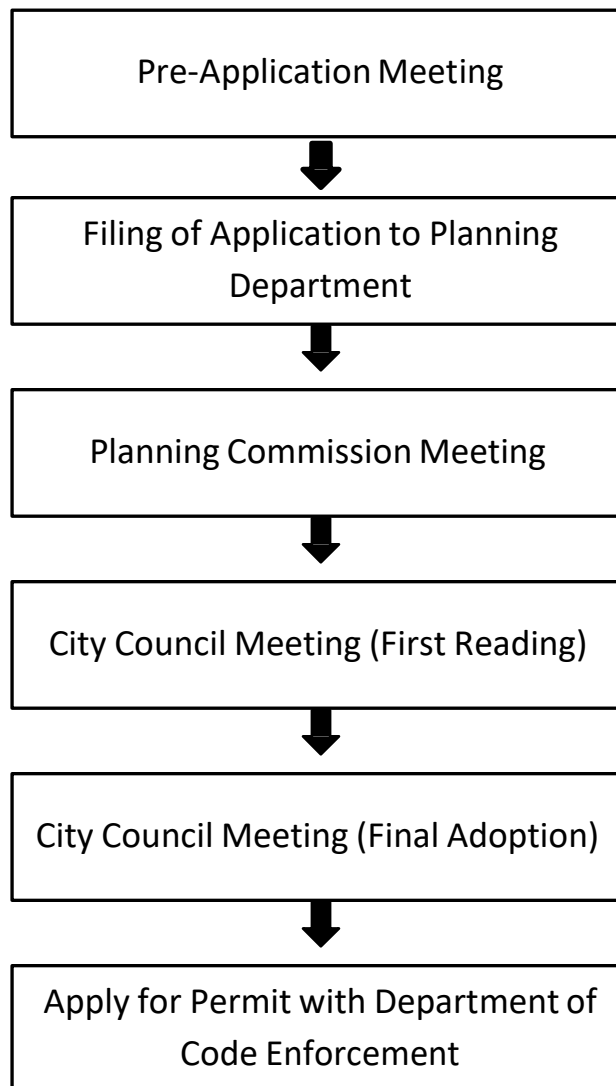 Pre-Application Meeting
Filing of Application to Planning
Department
Planning Commission Meeting
City Council Meeting (First Reading)
City Council Meeting (Final Adoption)
Apply for Permit with Department of
Code Enforcement